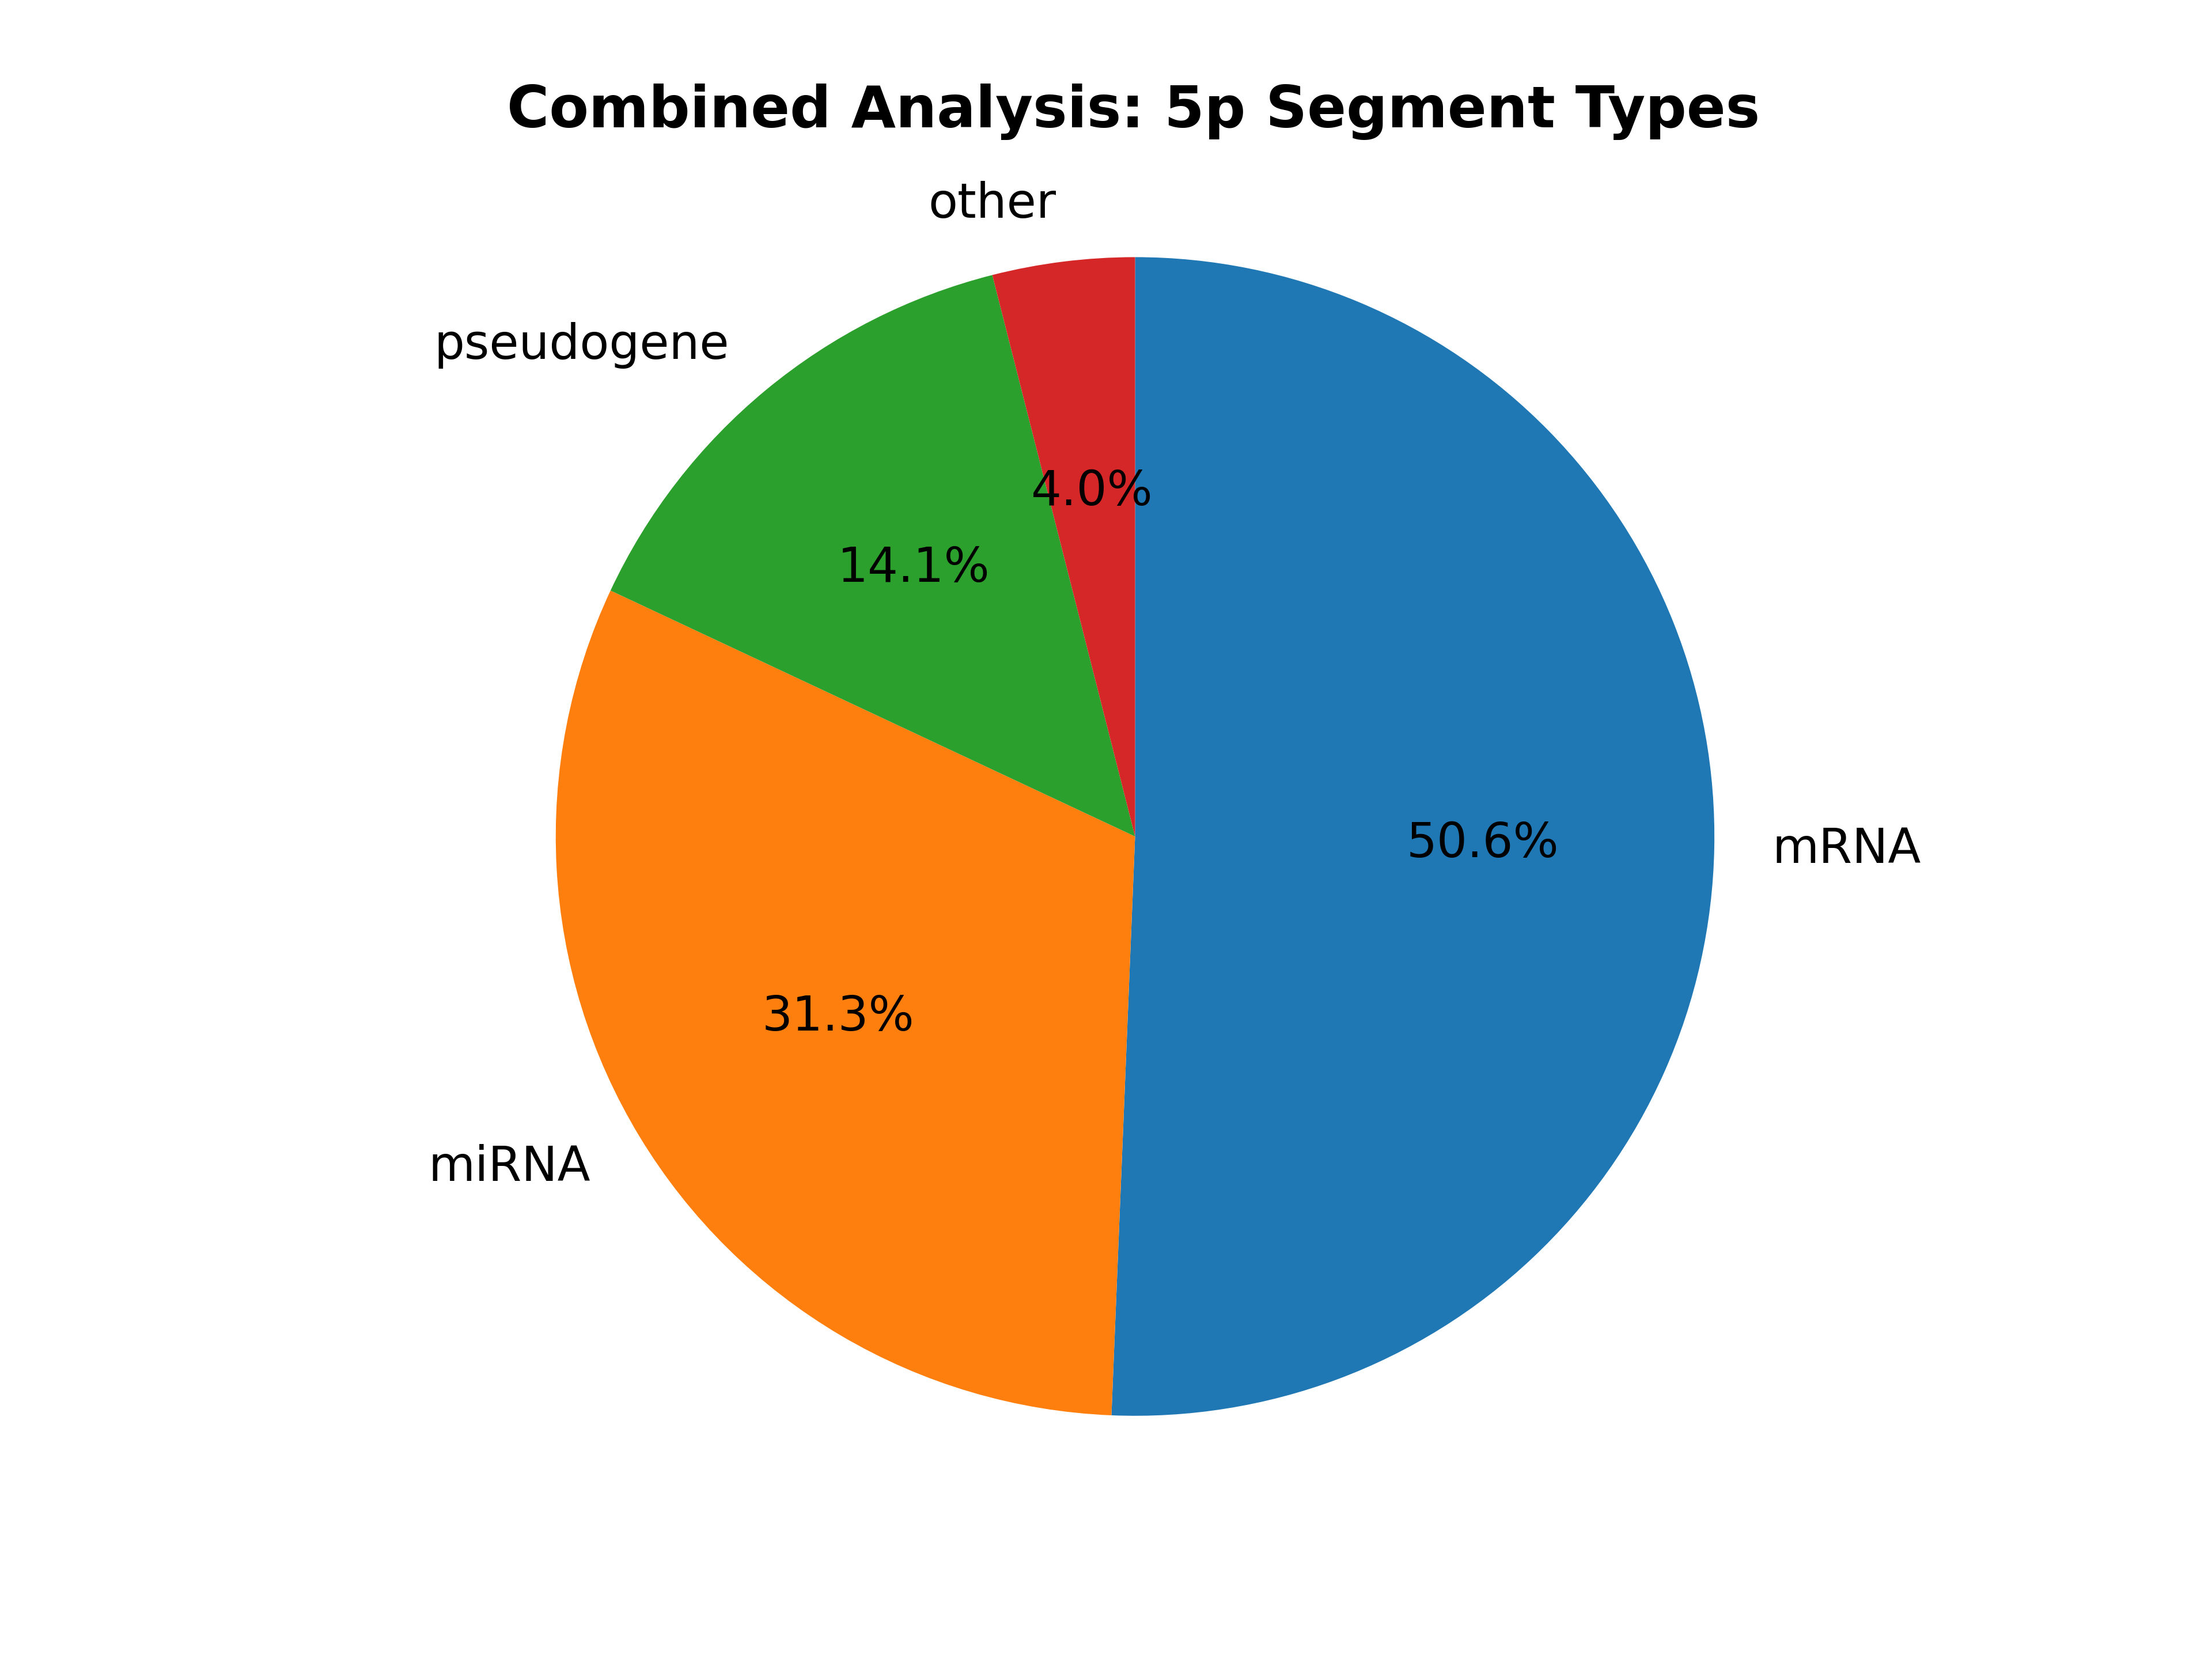 Combined Analysis: 5p Segment Types
other
pseudogene
4.0%
14.1%
50.6%
mRNA
31.3%
miRNA